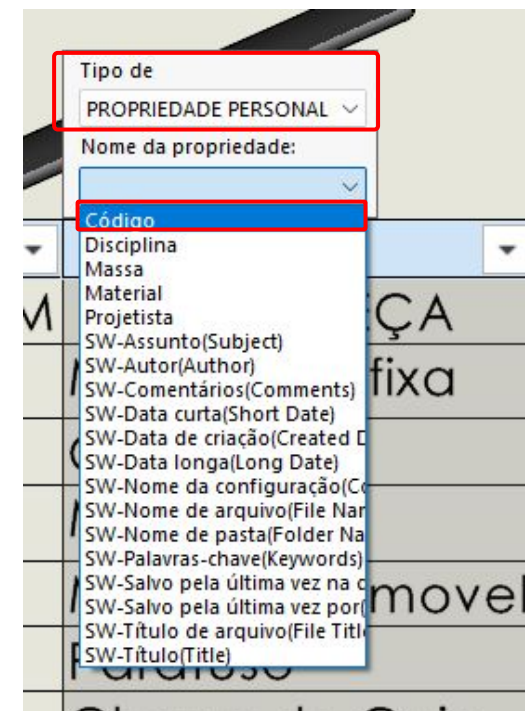 Tipo de
PROPRIEDADE PERSONAL
Nome da propriedade:
Código
Disciplina
Massa
M ÇA
Material
Projetista
SW-Assunto(Subject)
SW-Autor(Author)
fixa
SW-Comentários(Comments)
SW-Data curta(Short Date)
SW-Data de criação(Created D
SW-Data longa(Long Date)
SW-Nome da configuração(Co
SW-Nome de arquivo(File Nar
SW-Nome de pasta(Folder Na
SW-Palavras-chave(Keywords)
SW-Salvo pela última vez na d
movel
SW-Salvo pela última vez por(
SW-Título de arquivo(File Title
SW-Título(Title)